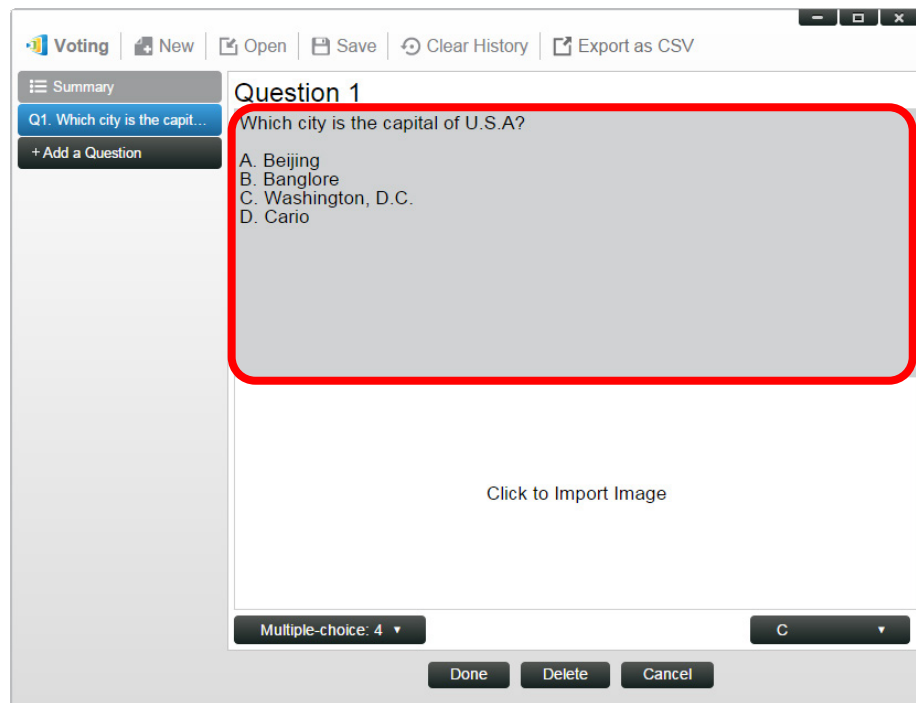 Voting New Open Save Clear History Export as CSV
Summary
Q1. Which city is the capit...
+ Add a Question
Question 1
Which city is the capital of U.S.A?
A. Beijing
B. Banglore
C. Washington, D.C.
D. Cario
Click to Import Image
Multiple-choice: 4 C
Done Delete Cancel